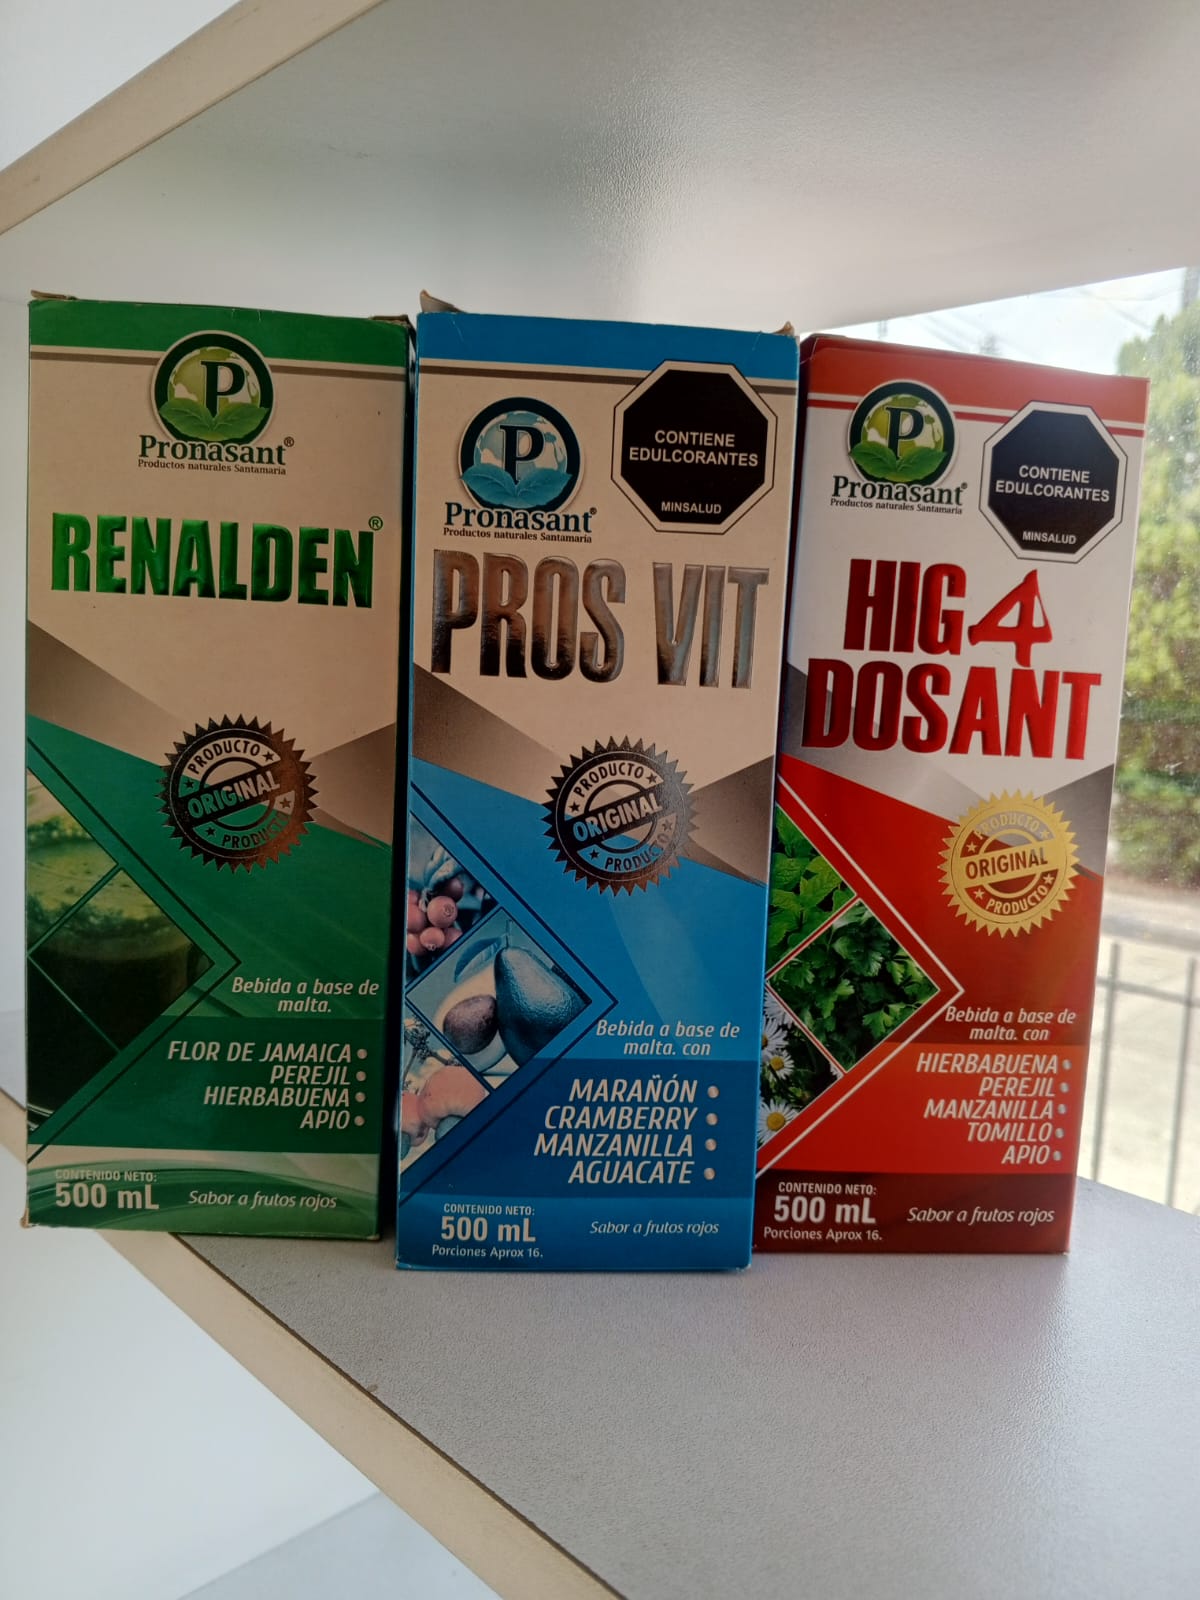 Pronasant®
Productos naturales Santamaría
RENALDEN®
PRODUCTO
ORIGINAL
PRODUCTO
Bebida a base de
malta.
FLOR DE JAMAICA
PEREJIL
HIERBABUENA
APIO
CONTENIDO NETO:
500 mL
Sabor a frutos rojos
Pronasant®
Productos naturales Santamaría
CONTIENE
EDULCORANTES
MINSALUD
PROS VIT
PRODUCTO
ORIGINAL
PRODUCTO
Bebida a base de
malta. con
MARAÑÓN
CRAMBERRY
MANZANILLA
AGUACATE
CONTENIDO NETO:
500 mL
Porciones Aprox 16.
Sabor a frutos rojos
Pronasant®
Productos naturales Santamaría
CONTIENE
EDULCORANTES
MINSALUD
HIG4
DOSANT
PRODUCTO
ORIGINAL
PRODUCTO
Bebida a base de
malta. con
HIERBABUENA
PEREJIL
MANZANILLA
TOMILLO
APIO
CONTENIDO NETO:
500 mL
Porciones Aprox 16.
Sabor a frutos rojos